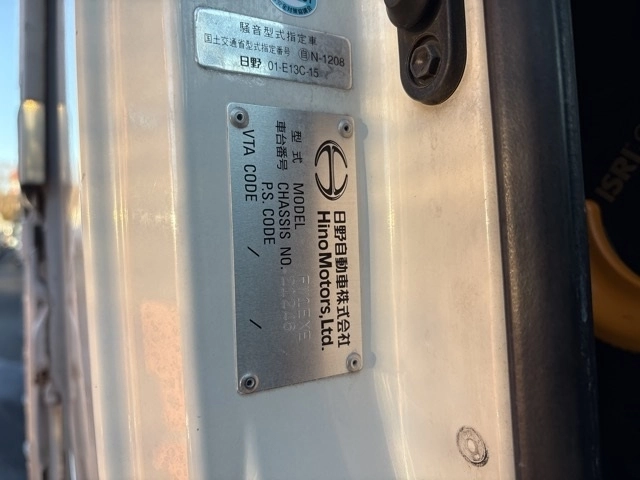 騒音型式指定車
国土交通省型式指定番号 N-1208
日野 01-E13C-15
日野自動車株式会社
Hino Motors, Ltd.
型式 MODEL
車台番号 CHASSIS NO.
P.S. CODE /
VTA CODE /
ISR